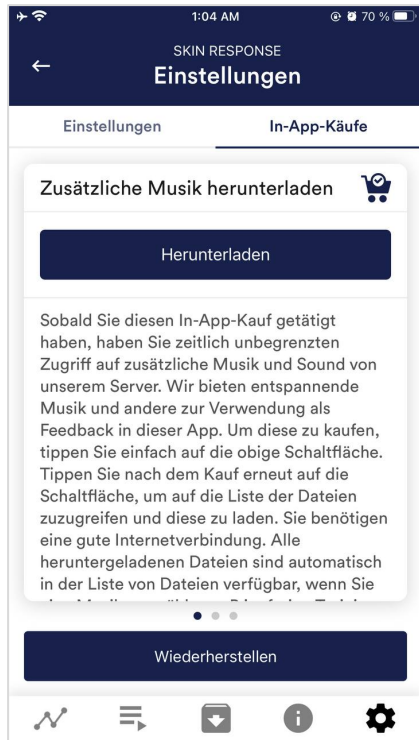 1:04 AM
70 %
SKIN RESPONSE
Einstellungen
Einstellungen
In-App-Käufe
Zusätzliche Musik herunterladen
Herunterladen
Sobald Sie diesen In-App-Kauf getätigt
haben, haben Sie zeitlich unbegrenzten
Zugriff auf zusätzliche Musik und Sound von
unserem Server. Wir bieten entspannende
Musik und andere zur Verwendung als
Feedback in dieser App. Um diese zu kaufen,
tippen Sie einfach auf die obige Schaltfläche.
Tippen Sie nach dem Kauf erneut auf die
Schaltfläche, um auf die Liste der Dateien
zuzugreifen und diese zu laden. Sie benötigen
eine gute Internetverbindung. Alle
heruntergeladenen Dateien sind automatisch
in der Liste von Dateien verfügbar, wenn Sie
Wiederherstellen